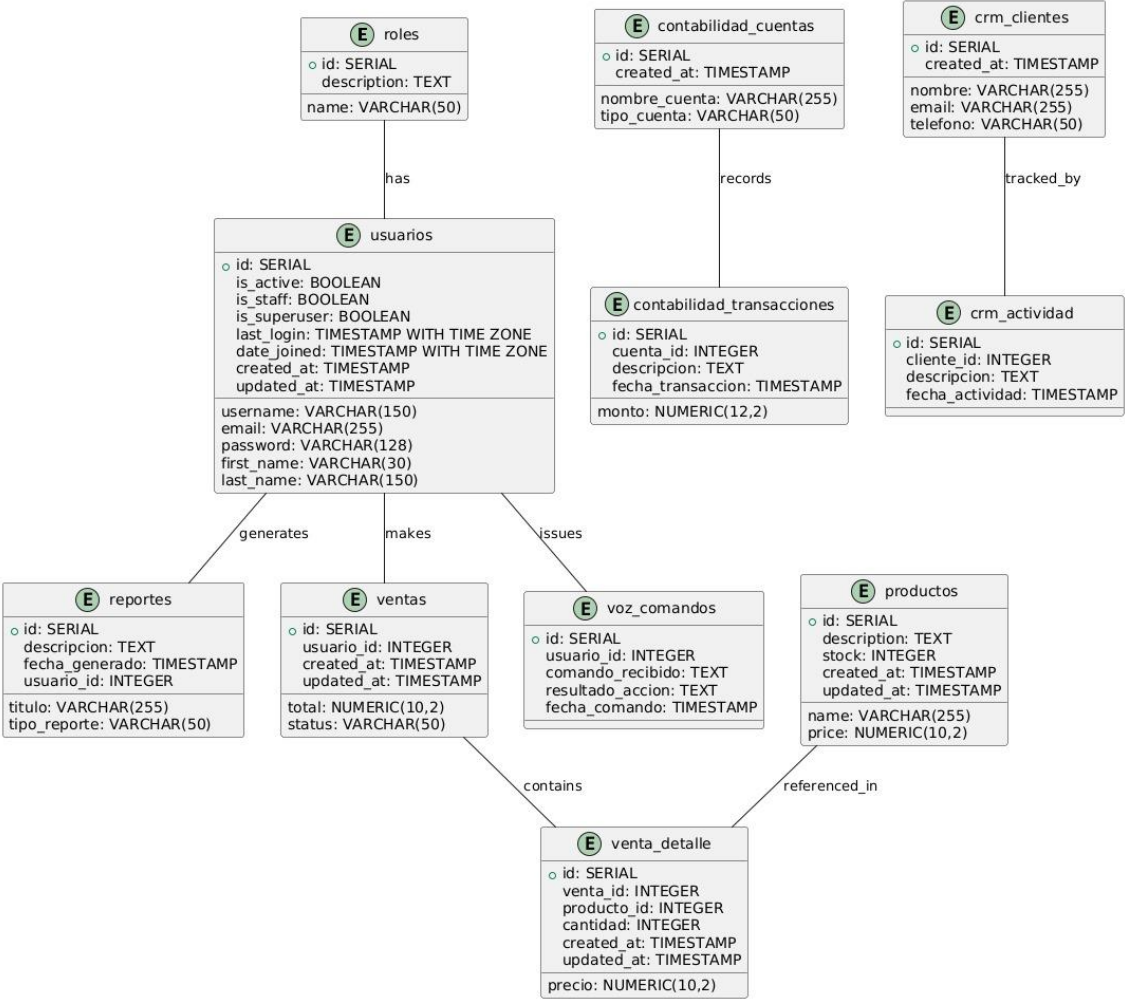 E roles
id: SERIAL
description: TEXT
name: VARCHAR(50)
E contabilidad_cuentas
id: SERIAL
created_at: TIMESTAMP
nombre_cuenta: VARCHAR(255)
tipo_cuenta: VARCHAR(50)
E crm_clientes
id: SERIAL
created_at: TIMESTAMP
nombre: VARCHAR(255)
email: VARCHAR(255)
telefono: VARCHAR(50)
has
records
tracked_by
E usuarios
id: SERIAL
is_active: BOOLEAN
is_staff: BOOLEAN
is_superuser: BOOLEAN
last_login: TIMESTAMP WITH TIME ZONE
date_joined: TIMESTAMP WITH TIME ZONE
created_at: TIMESTAMP
updated_at: TIMESTAMP
username: VARCHAR(150)
email: VARCHAR(255)
password: VARCHAR(128)
first_name: VARCHAR(30)
last_name: VARCHAR(150)
E contabilidad_transacciones
id: SERIAL
cuenta_id: INTEGER
descripcion: TEXT
fecha_transaccion: TIMESTAMP
monto: NUMERIC(12,2)
E crm_actividad
id: SERIAL
cliente_id: INTEGER
descripcion: TEXT
fecha_actividad: TIMESTAMP
generates
makes
issues
E reportes
id: SERIAL
descripcion: TEXT
fecha_generado: TIMESTAMP
usuario_id: INTEGER
titulo: VARCHAR(255)
tipo_reporte: VARCHAR(50)
E ventas
id: SERIAL
usuario_id: INTEGER
created_at: TIMESTAMP
updated_at: TIMESTAMP
total: NUMERIC(10,2)
status: VARCHAR(50)
E voz_comandos
id: SERIAL
usuario_id: INTEGER
comando_recibido: TEXT
resultado_accion: TEXT
fecha_comando: TIMESTAMP
E productos
id: SERIAL
description: TEXT
stock: INTEGER
created_at: TIMESTAMP
updated_at: TIMESTAMP
name: VARCHAR(255)
price: NUMERIC(10,2)
contains
referenced_in
E venta_detalle
id: SERIAL
venta_id: INTEGER
producto_id: INTEGER
cantidad: INTEGER
created_at: TIMESTAMP
updated_at: TIMESTAMP
precio: NUMERIC(10,2)